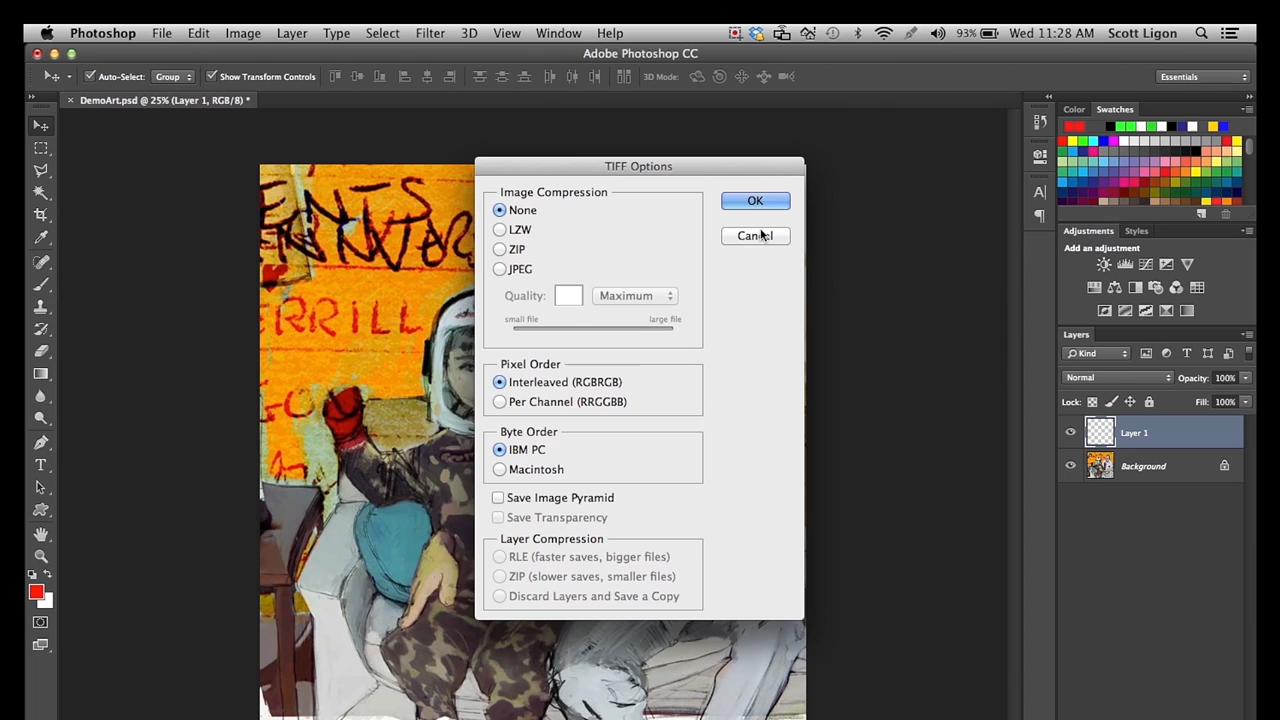 Photoshop File Edit Image Layer Type Select Filter 3D View Window Help 93% Wed 11:28 AM Scott Ligon
Adobe Photoshop CC
Auto-Select: Group Show Transform Controls 3D Mode: Essentials
× DemoArt.psd @ 25% (Layer 1, RGB/8) *
Color Swatches
TIFF Options
Image Compression
None
LZW
ZIP
JPEG
Quality: Maximum
small file large file
Pixel Order
Interleaved (RGBRGB)
Per Channel (RRGGBB)
Byte Order
IBM PC
Macintosh
Save Image Pyramid
Save Transparency
Layer Compression
RLE (faster saves, bigger files)
ZIP (slower saves, smaller files)
Discard Layers and Save a Copy
OK
Cancel
ENTS
ERRILL
GO
Adjustments Styles
Add an adjustment
Layers
Kind
Normal Opacity: 100%
Lock: Fill: 100%
Layer 1
Background